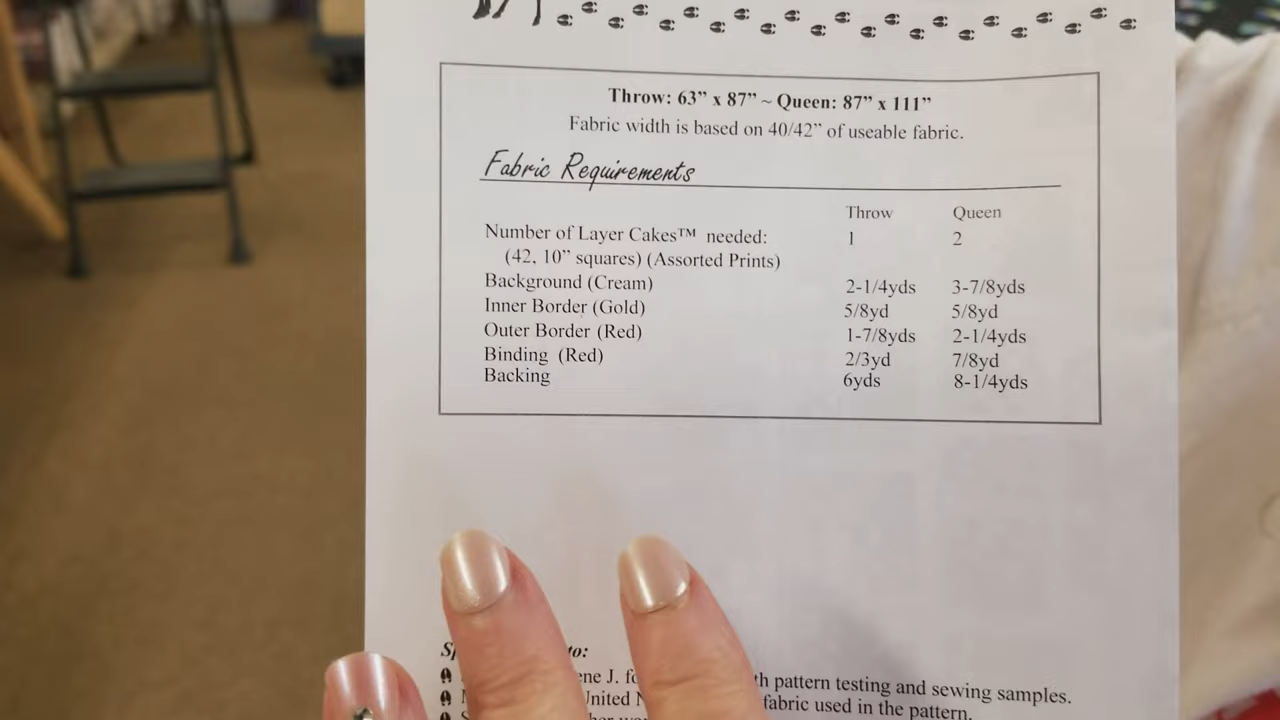 Throw: 63” x 87” ~ Queen: 87” x 111”
Fabric width is based on 40/42” of useable fabric.
Fabric Requirements
Throw Queen
Number of Layer Cakes™ needed: 1 2
(42, 10” squares) (Assorted Prints)
Background (Cream) 2-1/4yds 3-7/8yds
Inner Border (Gold) 5/8yd 5/8yd
Outer Border (Red) 1-7/8yds 2-1/4yds
Binding (Red) 2/3yd 7/8yd
Backing 6yds 8-1/4yds
to:
J. pattern testing and sewing samples.
United fabric used in the pattern.